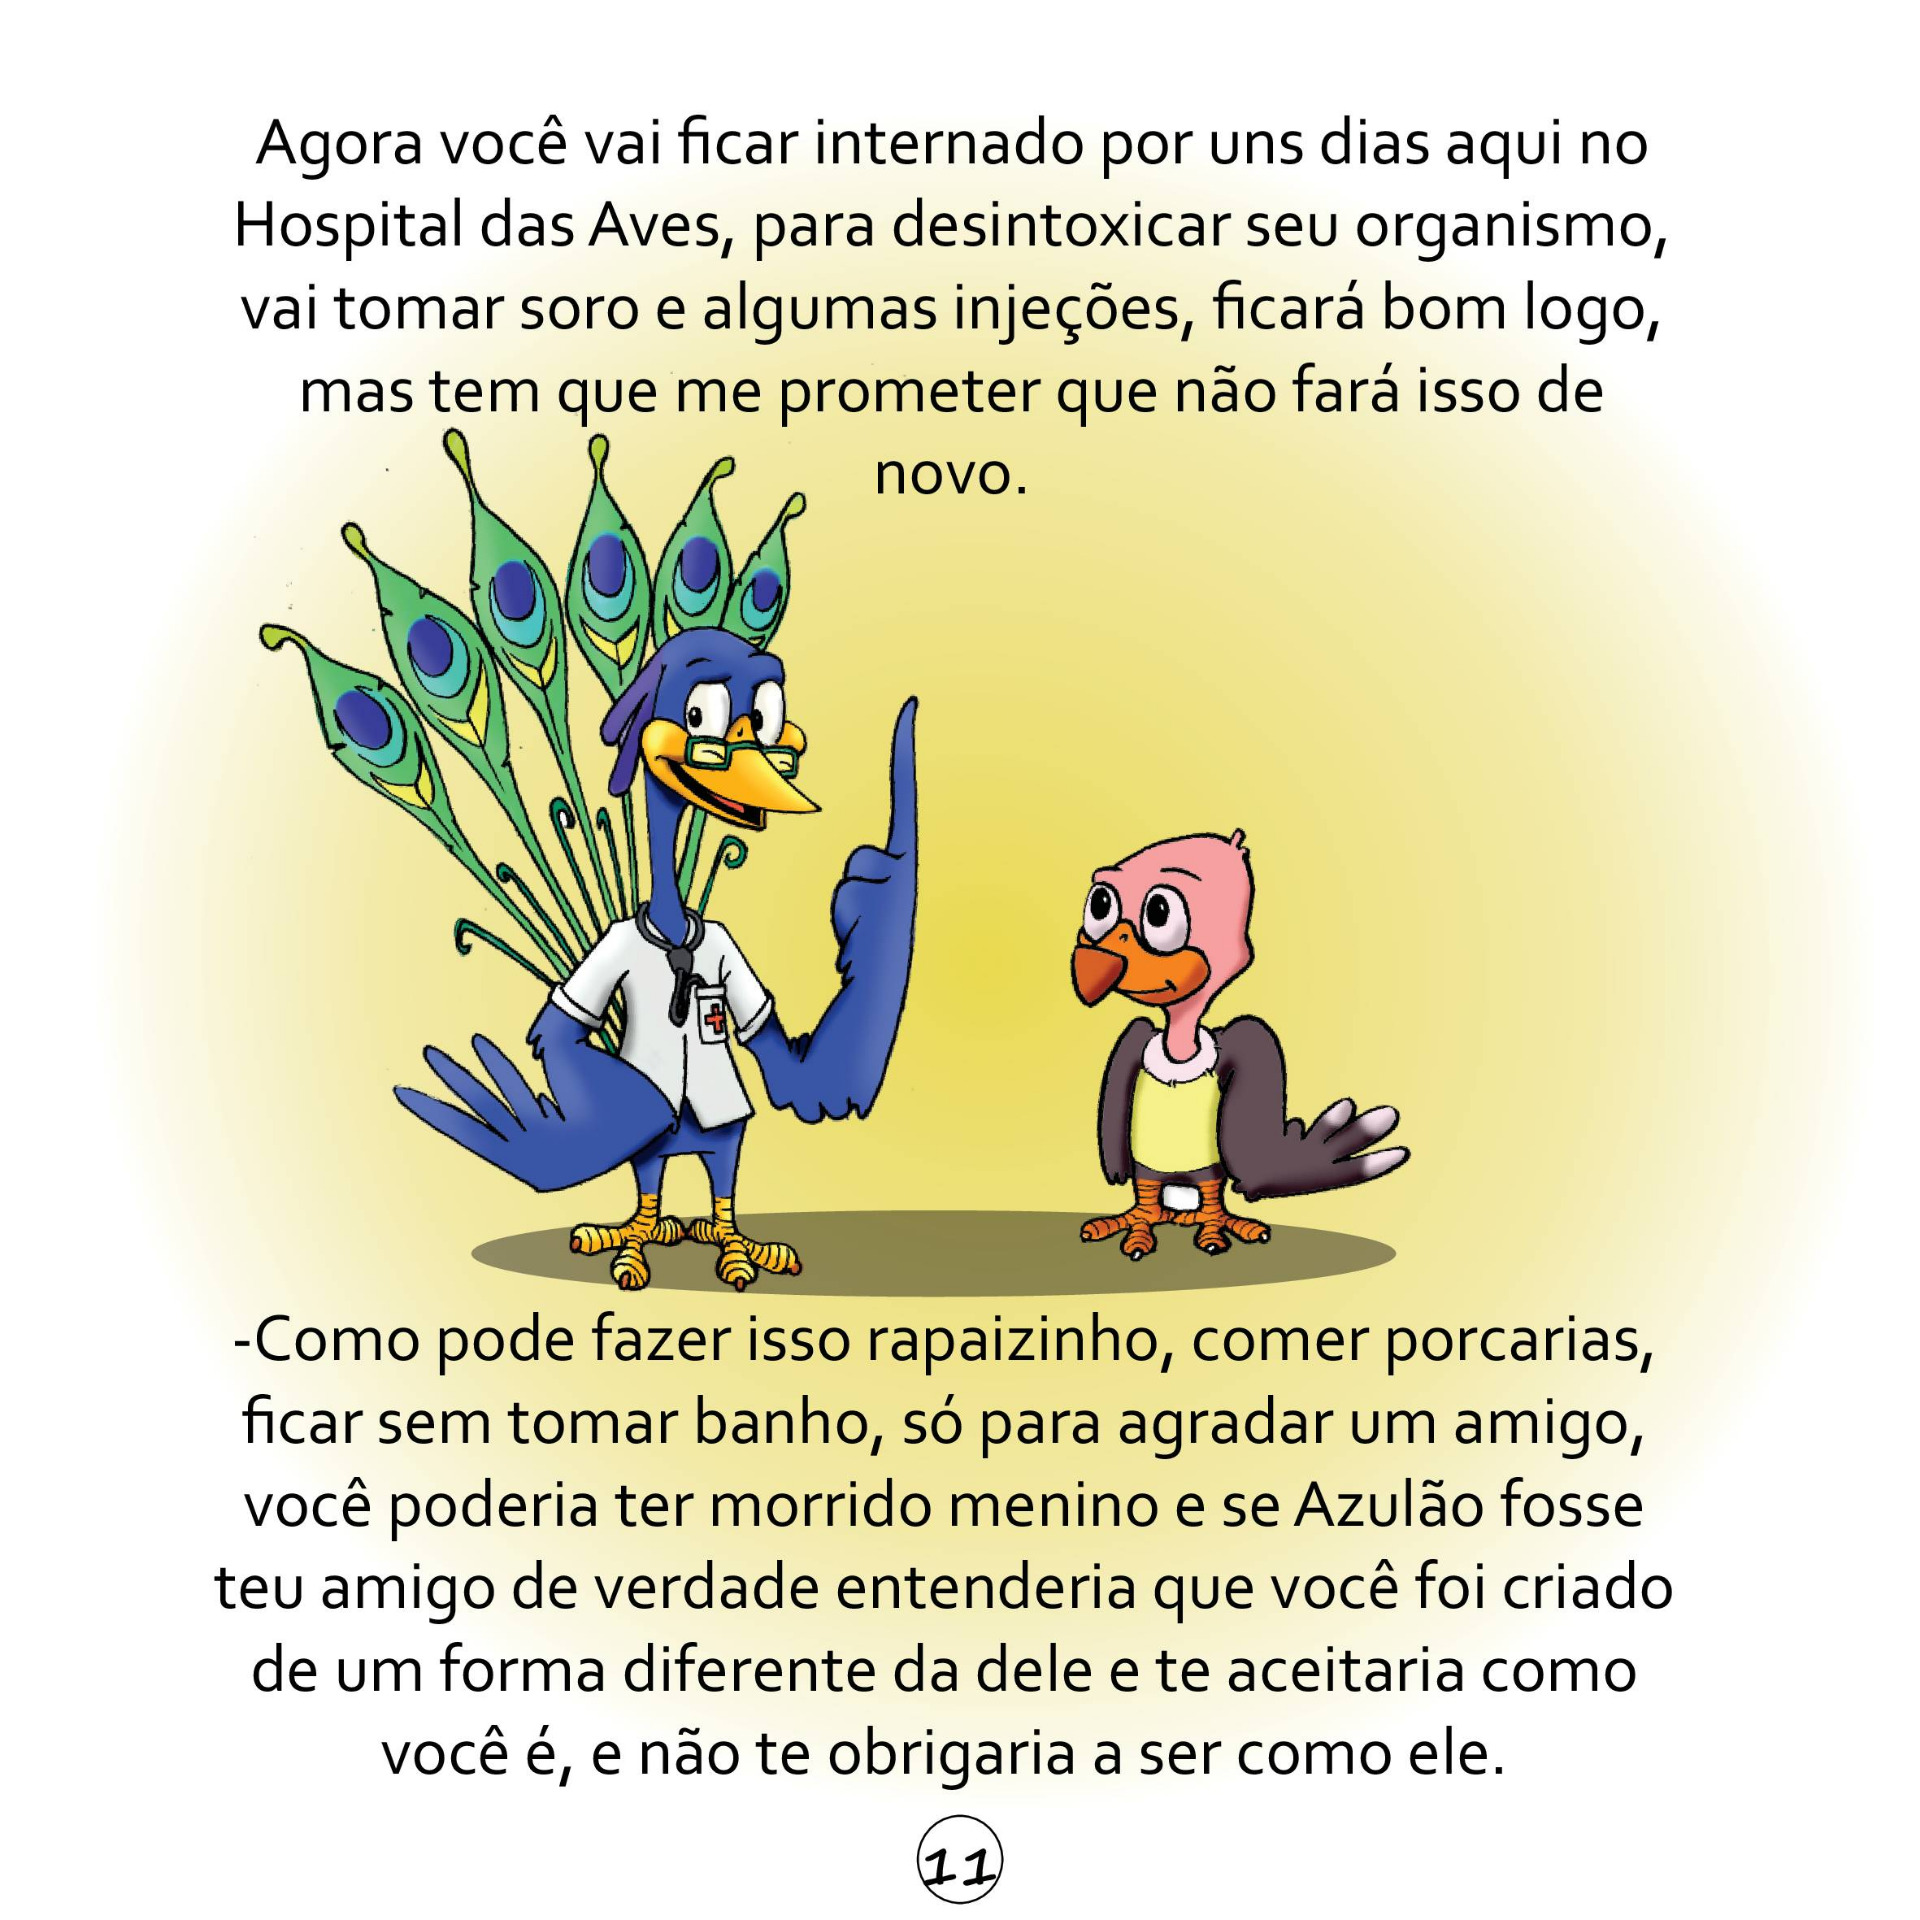 Agora você vai ficar internado por uns dias aqui no
Hospital das Aves, para desintoxicar seu organismo,
vai tomar soro e algumas injeções, ficará bom logo,
mas tem que me prometer que não fará isso de
novo.
-Como pode fazer isso rapaizinho, comer porcarias,
ficar sem tomar banho, só para agradar um amigo,
você poderia ter morrido menino e se Azulão fosse
teu amigo de verdade entenderia que você foi criado
de um forma diferente da dele e te aceitaria como
você é, e não te obrigaria a ser como ele.
11